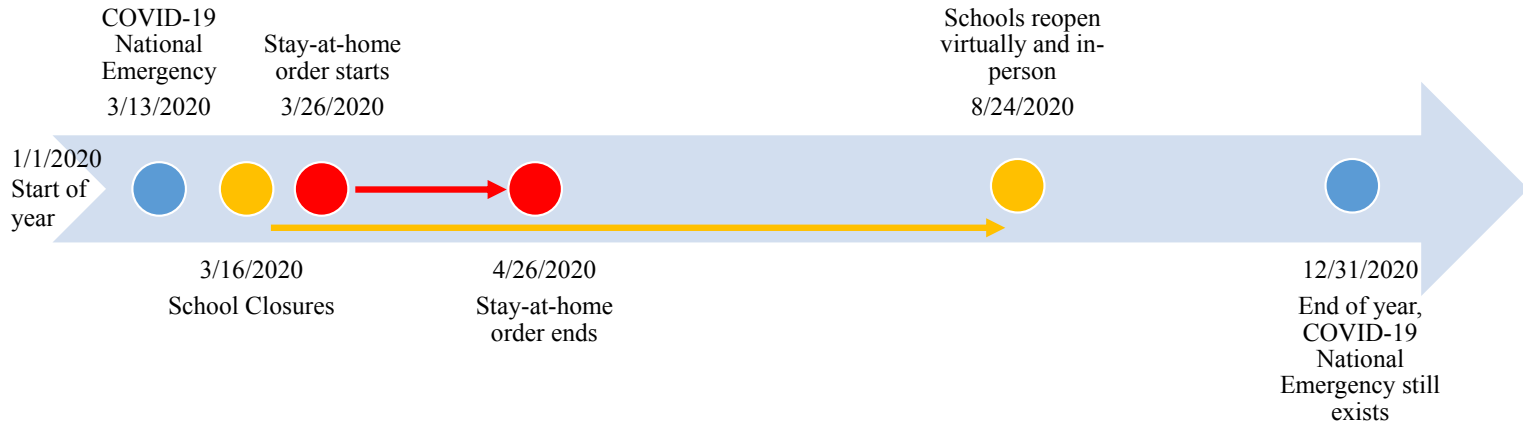 COVID-19
National
Emergency
3/13/2020
Stay-at-home
order starts
3/26/2020
Schools reopen
virtually and in-
person
8/24/2020
1/1/2020
Start of
year
3/16/2020
School Closures
4/26/2020
Stay-at-home
order ends
12/31/2020
End of year,
COVID-19
National
Emergency still
exists